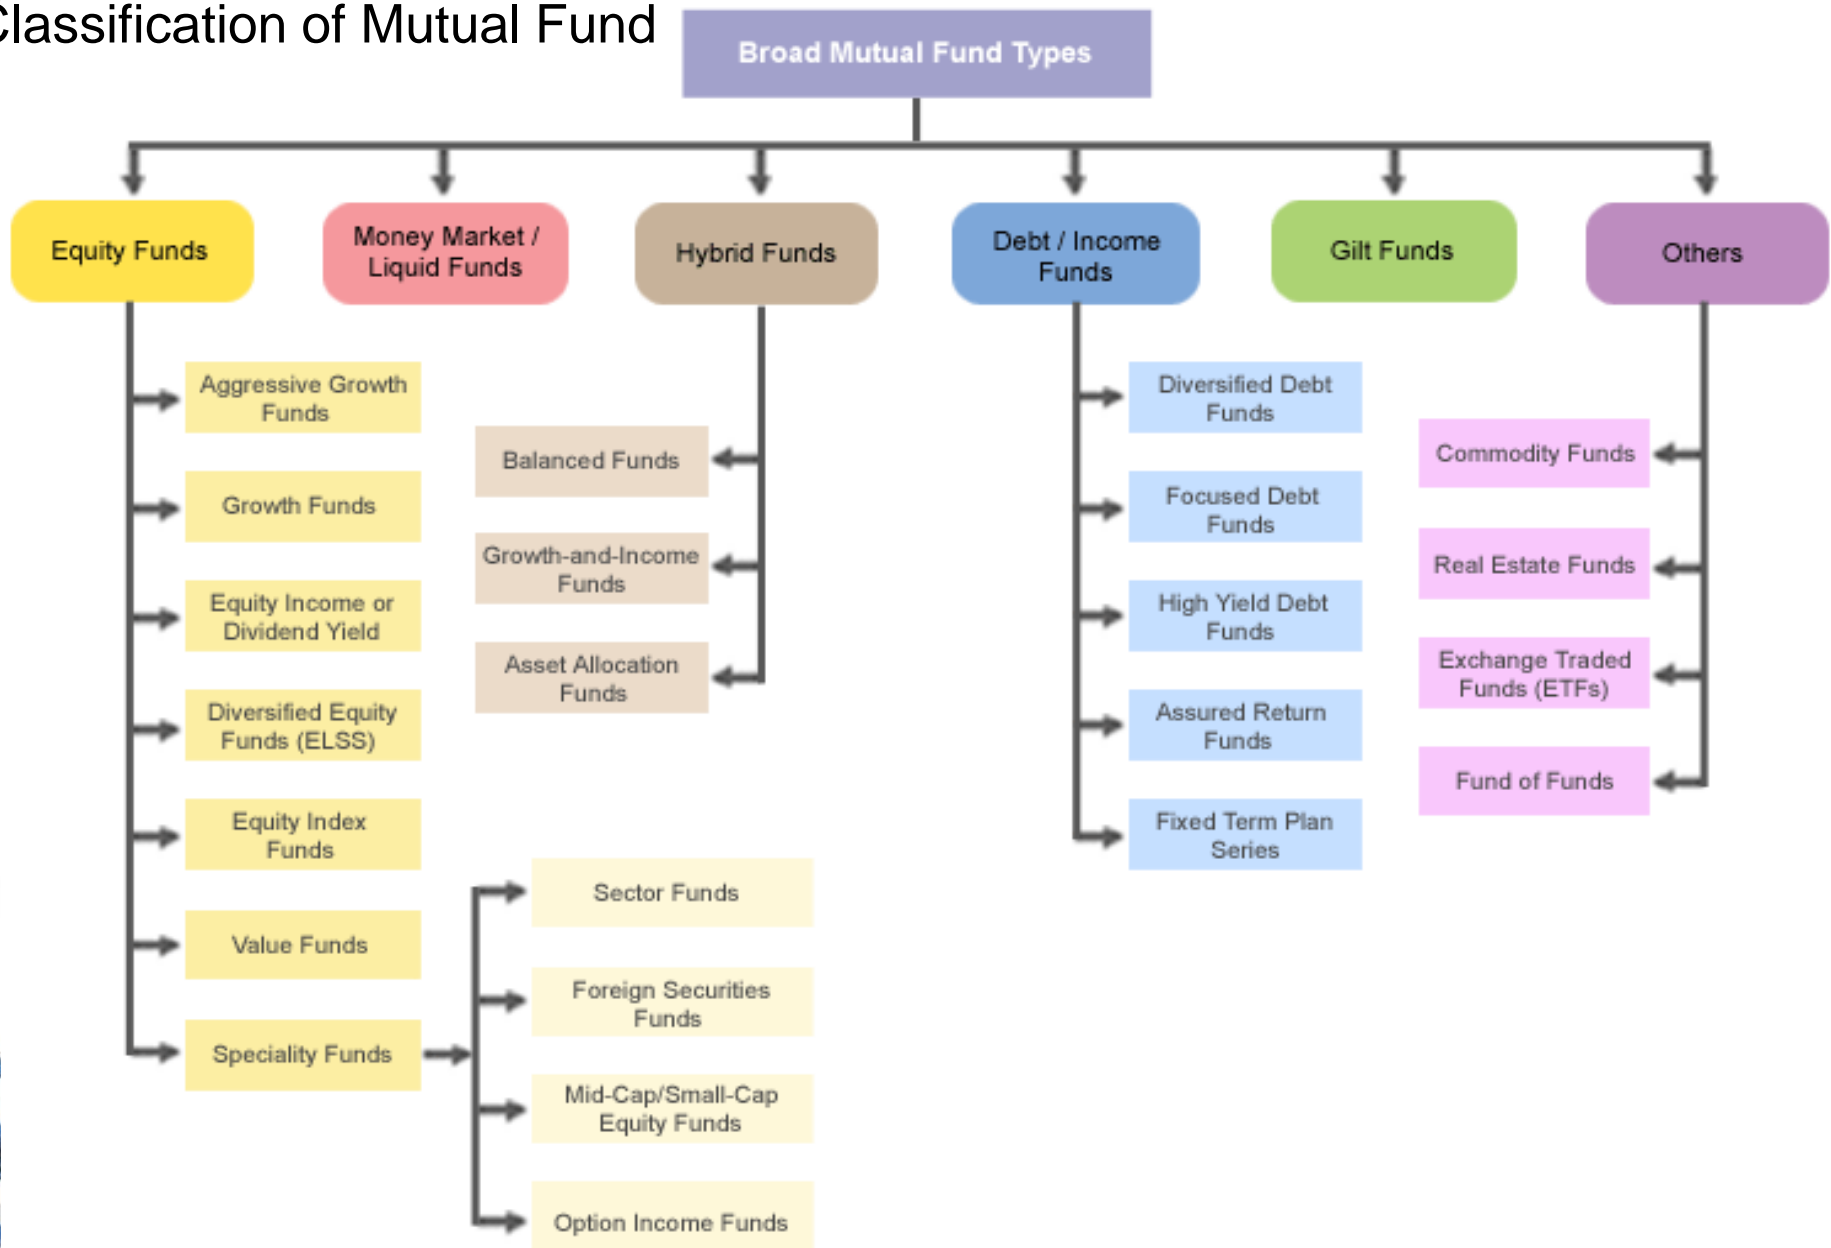 Classification of Mutual Fund
Broad Mutual Fund Types
Equity Funds
Money Market /
Liquid Funds
Hybrid Funds
Debt / Income
Funds
Gilt Funds
Others
Aggressive Growth
Funds
Growth Funds
Equity Income or
Dividend Yield
Diversified Equity
Funds (ELSS)
Equity Index
Funds
Value Funds
Speciality Funds
Sector Funds
Foreign Securities
Funds
Mid-Cap/Small-Cap
Equity Funds
Option Income Funds
Balanced Funds
Growth-and-Income
Funds
Asset Allocation
Funds
Diversified Debt
Funds
Focused Debt
Funds
High Yield Debt
Funds
Assured Return
Funds
Fixed Term Plan
Series
Commodity Funds
Real Estate Funds
Exchange Traded
Funds (ETFs)
Fund of Funds